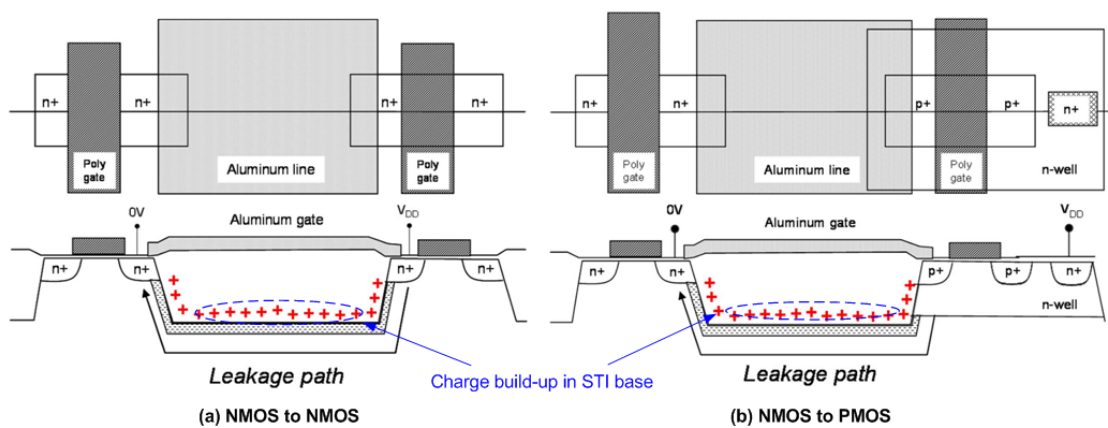 n+ n+ n+ n+
Poly gate
Aluminum line
Poly gate
0V
Aluminum gate
VDD
n+ n+ n+ n+
Leakage path
(a) NMOS to NMOS
n+ n+ p+ p+ n+
Poly gate
Aluminum line
Poly gate
n-well
0V
Aluminum gate
VDD
n+ n+ p+ p+ n+
n-well
Charge build-up in STI base
Leakage path
(b) NMOS to PMOS